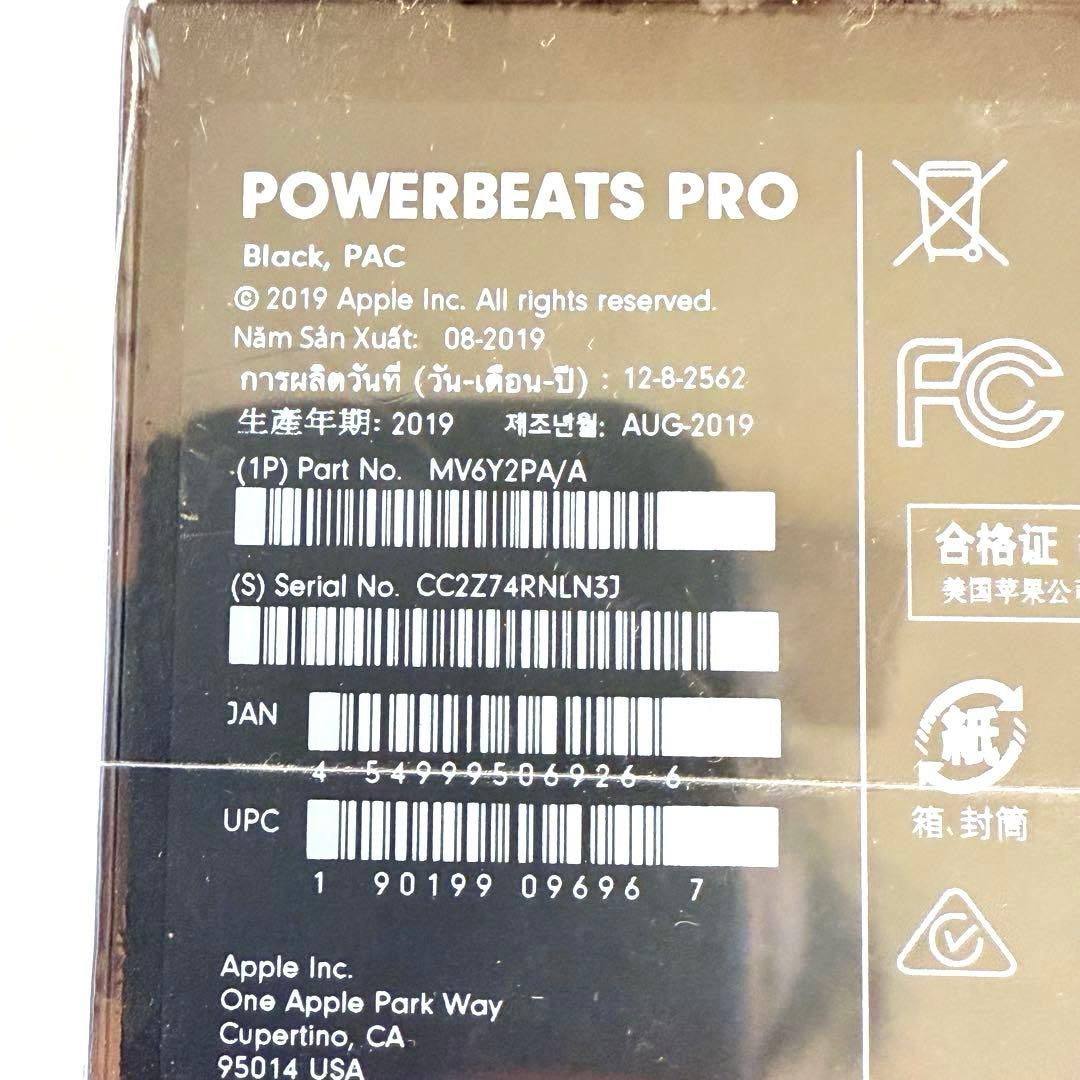 POWERBEATS PRO
Black, PAC
© 2019 Apple Inc. All rights reserved.
Năm Sản Xuất: 08-2019
การผลิตวันที่ (วัน-เดือน-ปี) : 12-8-2562
生產年期: 2019 제조년월: AUG-2019
(1P) Part No. MV6Y2PA/A
(S) Serial No. CC2Z74RNLN3J
JAN
4 549995069266
UPC
1 90199 09696 7
Apple Inc.
One Apple Park Way
Cupertino, CA
95014 USA
FC
合格证
美国苹果公司
紙
箱、封筒